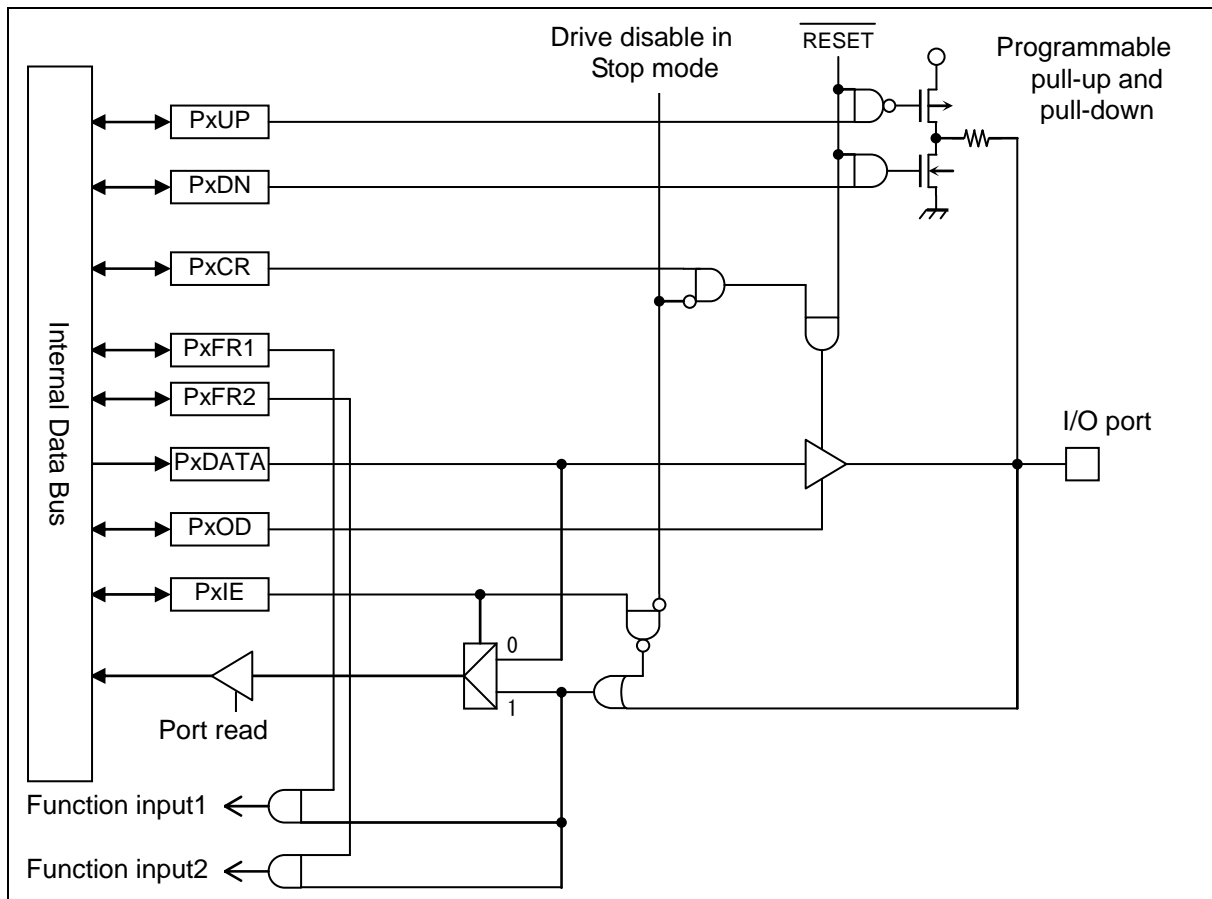 Drive disable in
Stop mode
RESET
Programmable
pull-up and
pull-down
PxUP
PxDN
PxCR
PxFR1
PxFR2
PxDATA
PxOD
PxIE
Internal Data Bus
I/O port
0
1
Port read
Function input1
Function input2